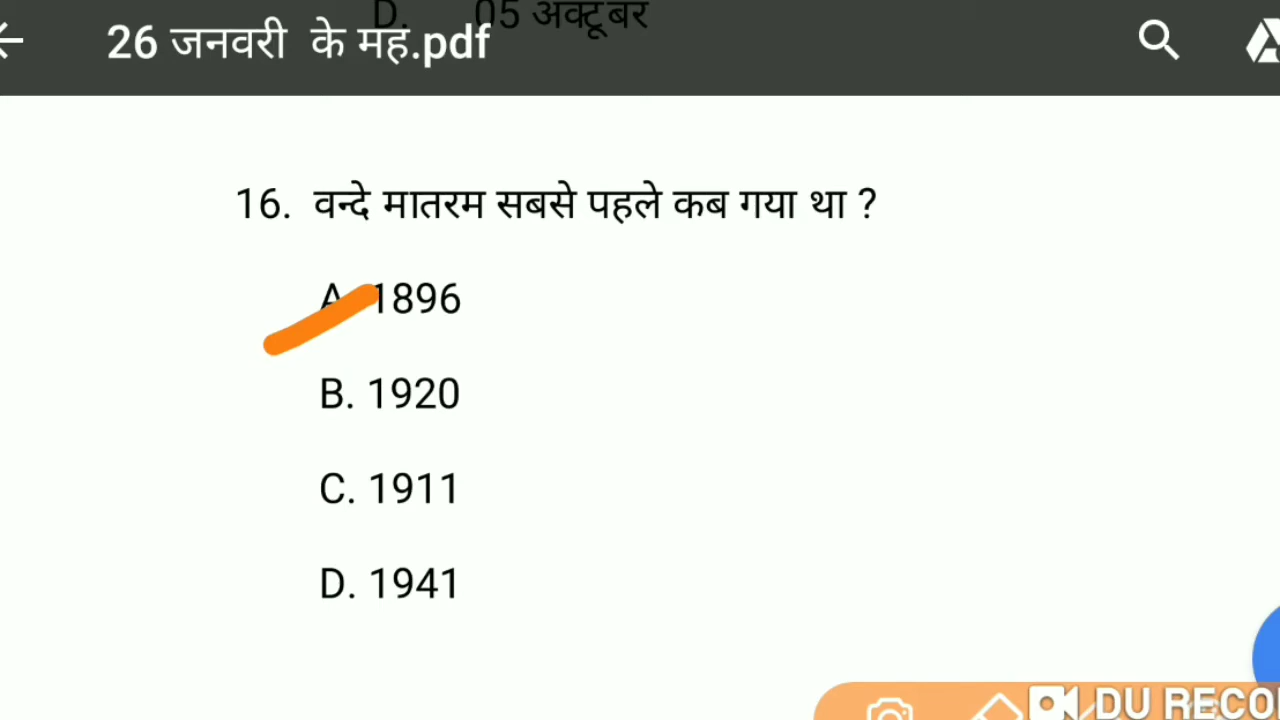 D. 05 अक्टूबर
26 जनवरी के मह.pdf
16. वन्दे मातरम सबसे पहले कब गया था ?
A. 1896
B. 1920
C. 1911
D. 1941
DU RECO